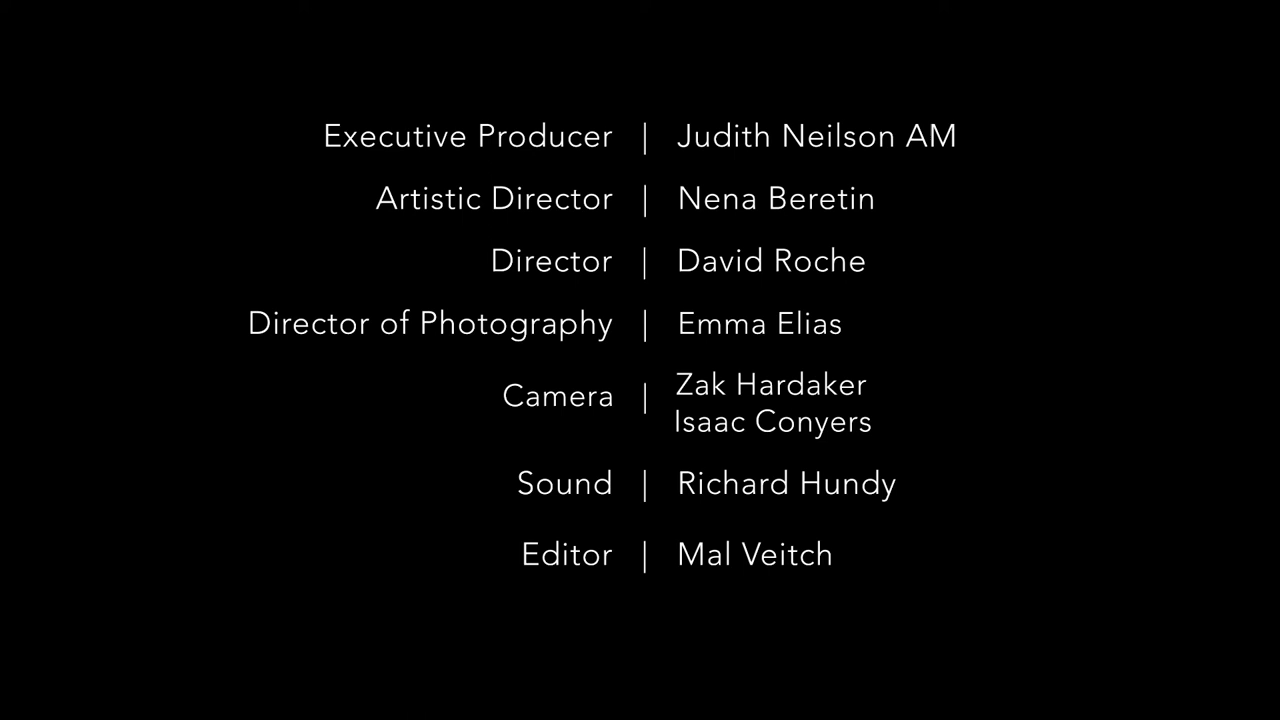 Executive Producer | Judith Neilson AM
Artistic Director | Nena Beretin
Director | David Roche
Director of Photography | Emma Elias
Camera | Zak Hardaker
Isaac Conyers
Sound | Richard Hundy
Editor | Mal Veitch